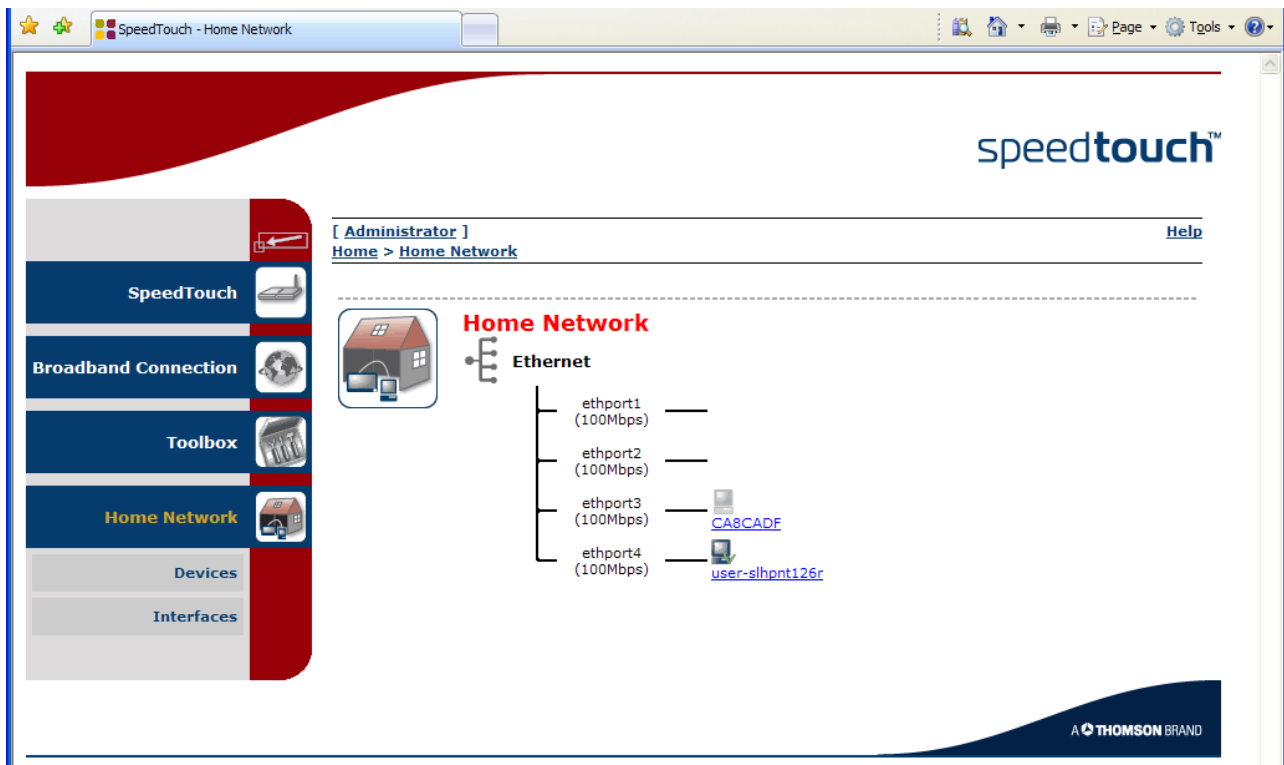 SpeedTouch - Home Network
Page
Tools
speedtouch™
[ Administrator ]
Help
Home > Home Network
SpeedTouch
Broadband Connection
Toolbox
Home Network
Devices
Interfaces
Home Network
Ethernet
ethport1
(100Mbps)
ethport2
(100Mbps)
ethport3
(100Mbps)
CA8CADF
ethport4
(100Mbps)
user-slhpnt126r
A THOMSON BRAND